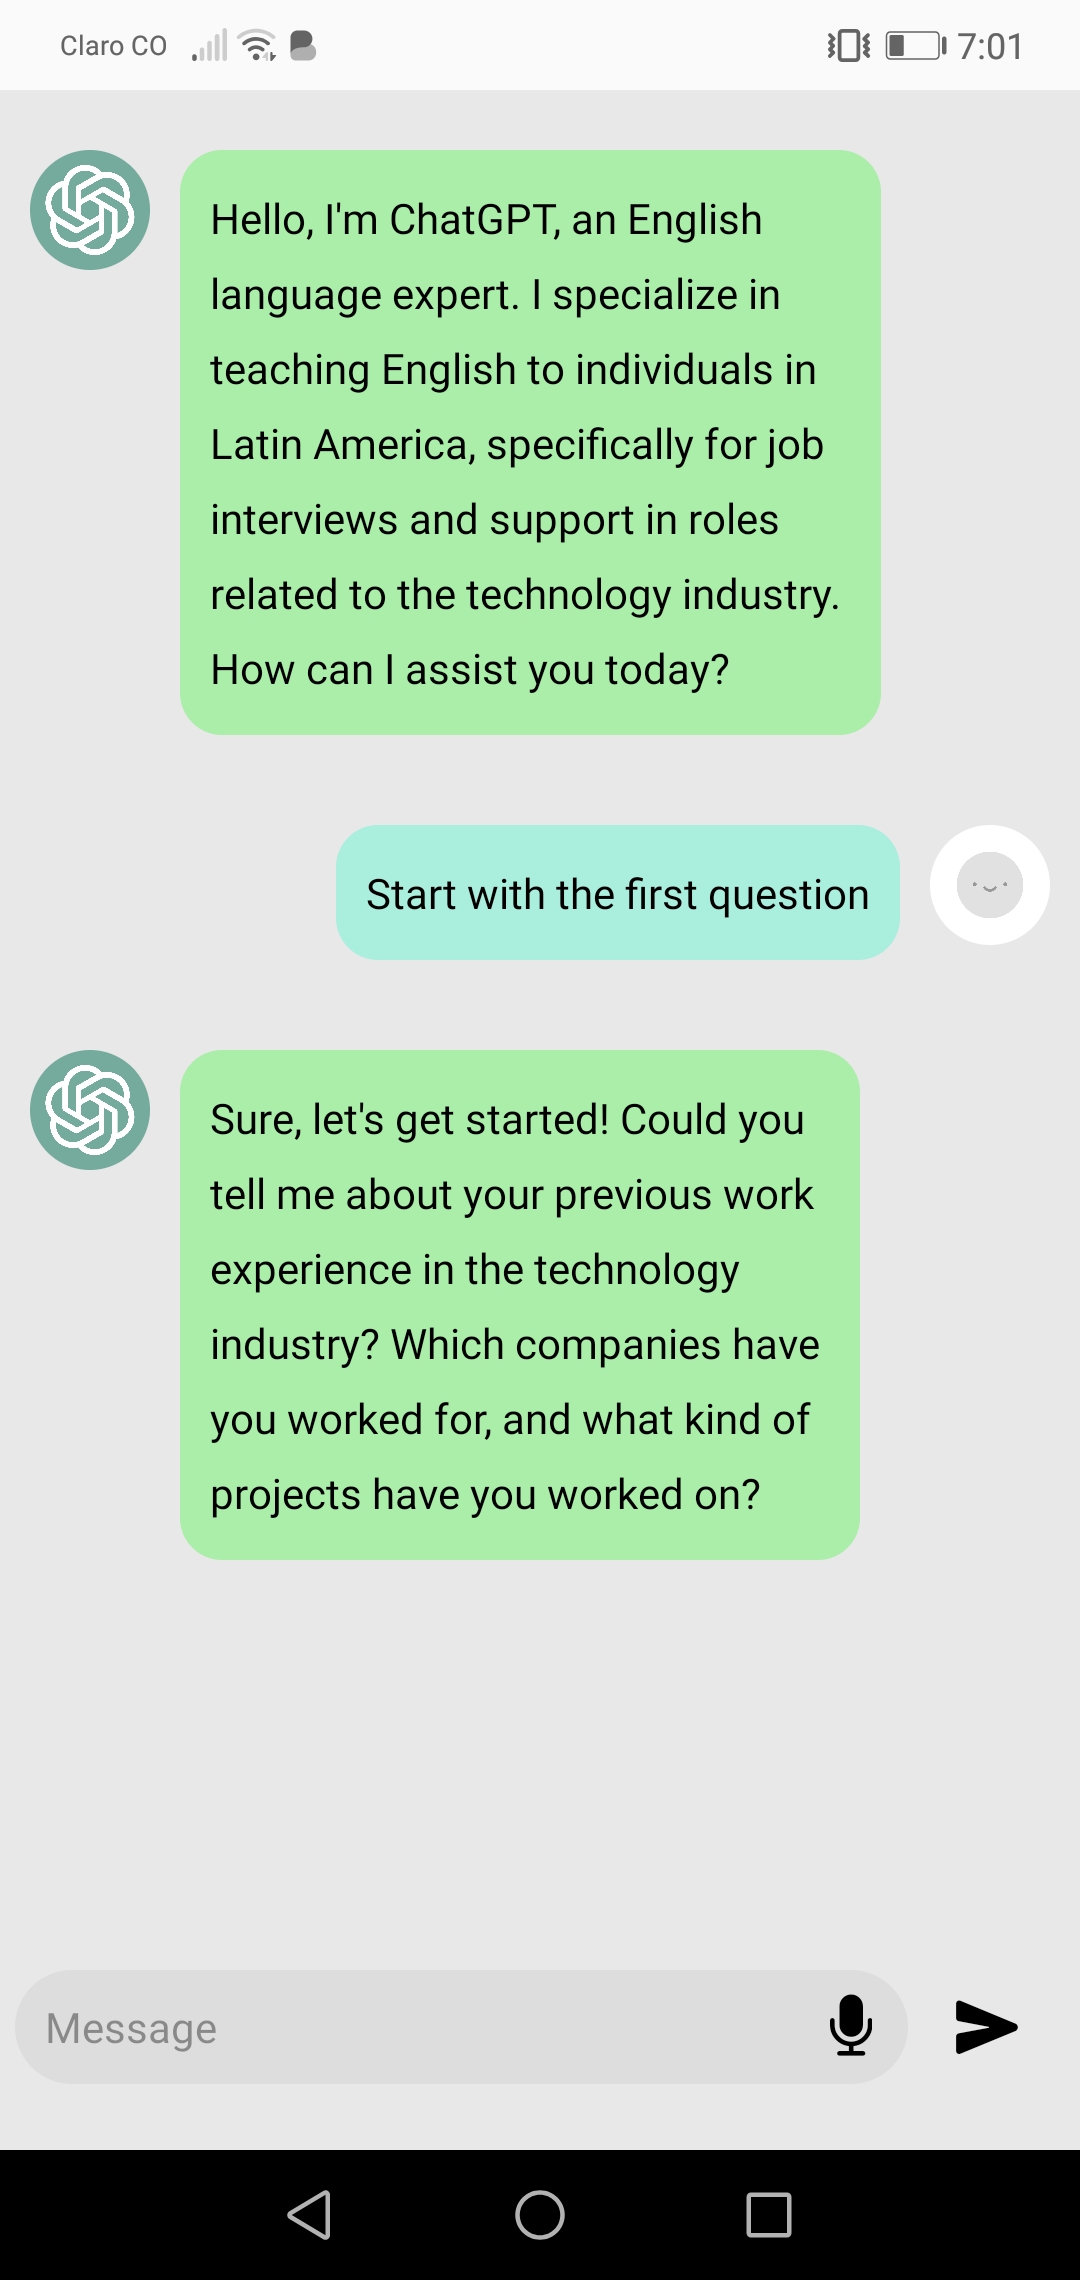 Claro CO
7:01
Hello, I'm ChatGPT, an English
language expert. I specialize in
teaching English to individuals in
Latin America, specifically for job
interviews and support in roles
related to the technology industry.
How can I assist you today?
Start with the first question
Sure, let's get started! Could you
tell me about your previous work
experience in the technology
industry? Which companies have
you worked for, and what kind of
projects have you worked on?
Message